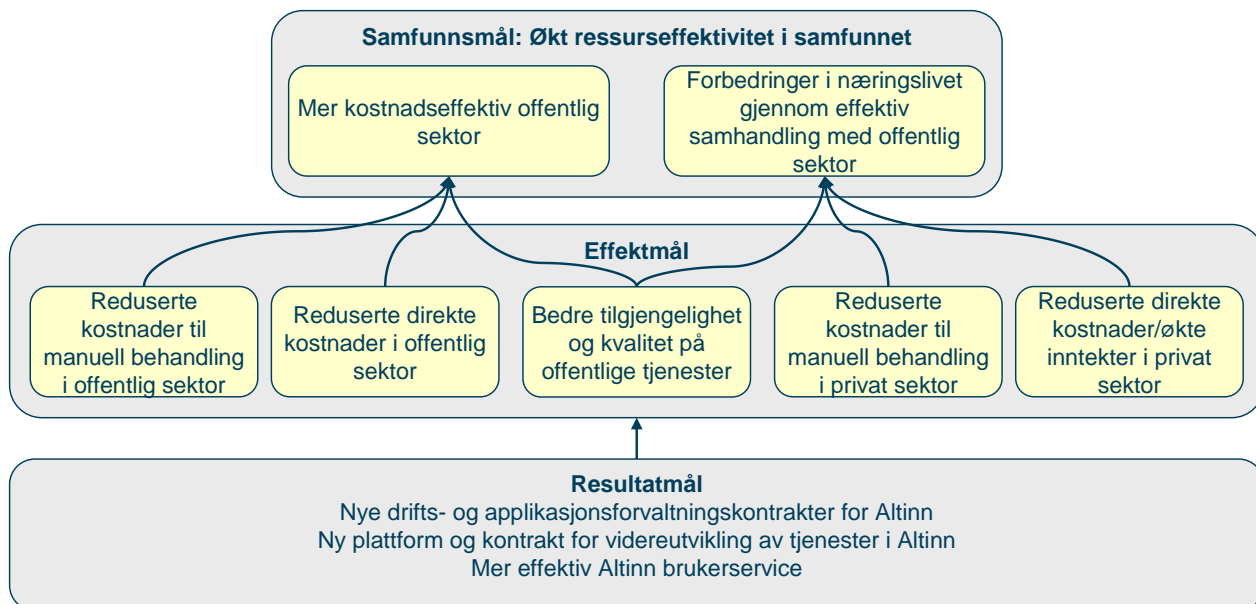 Samfunnsmål: Økt ressurseffektivitet i samfunnet
Mer kostnadseffektiv offentlig
sektor
Forbedringer i næringslivet
gjennom effektiv
samhandling med offentlig
sektor
Effektmål
Reduserte
kostnader til
manuell behandling
i offentlig sektor
Reduserte direkte
kostnader i offentlig
sektor
Bedre tilgjengelighet
og kvalitet på
offentlige tjenester
Reduserte
kostnader til
manuell behandling
i privat sektor
Reduserte direkte
kostnader/økte
inntekter i privat
sektor
Resultatmål
Nye drifts- og applikasjonsforvaltningskontrakter for Altinn
Ny plattform og kontrakt for videreutvikling av tjenester i Altinn
Mer effektiv Altinn brukerservice